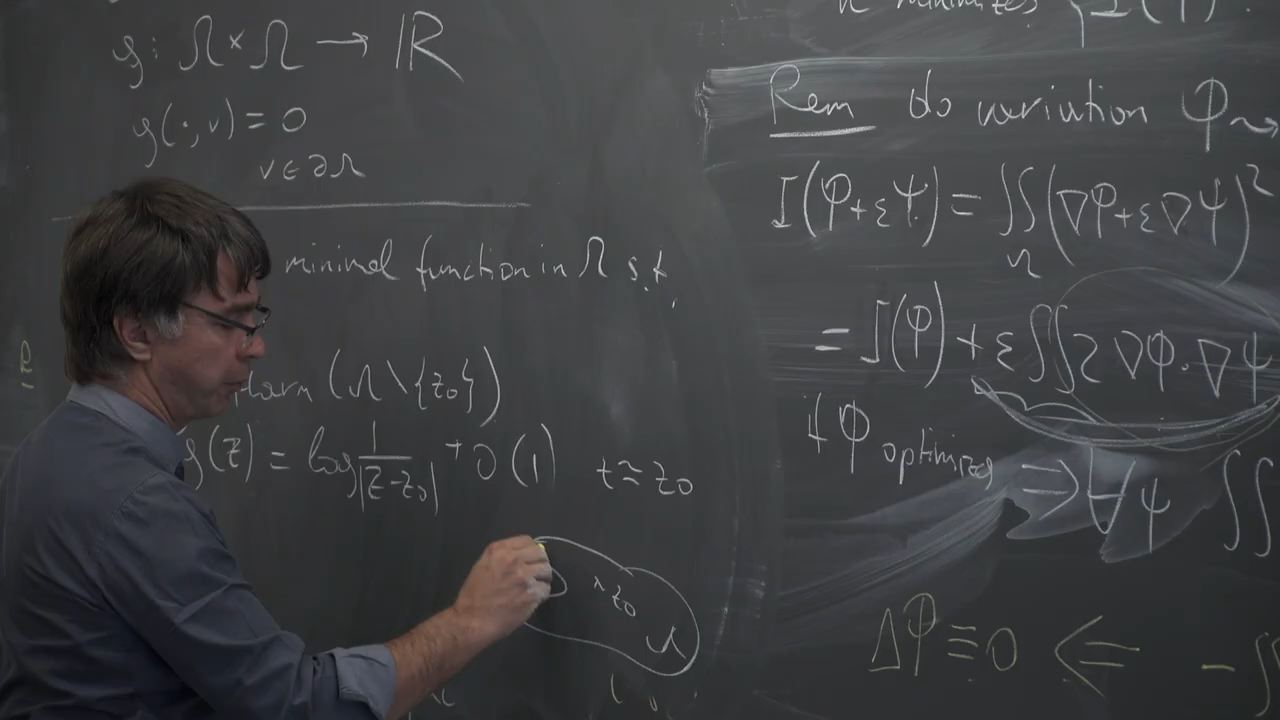 g: Ω × Ω → ℝ
g(·, v) = 0
v ∈ ∂Ω
minimal function in Ω s.t.
Harm (Ω \ {z₀})
g(z) = log 1/|z-z₀| + O(1) z ≈ z₀
z₀
Ω
minimizes
Rem do variation φ ⇝
I(φ+εψ) = ∬_Ω (∇φ+ε∇ψ)²
= I(φ) + ε∬ 2∇φ·∇ψ
if φ optimizes ⇒ ∀ψ ∬
Δφ ≡ 0 ⇐ - ∬